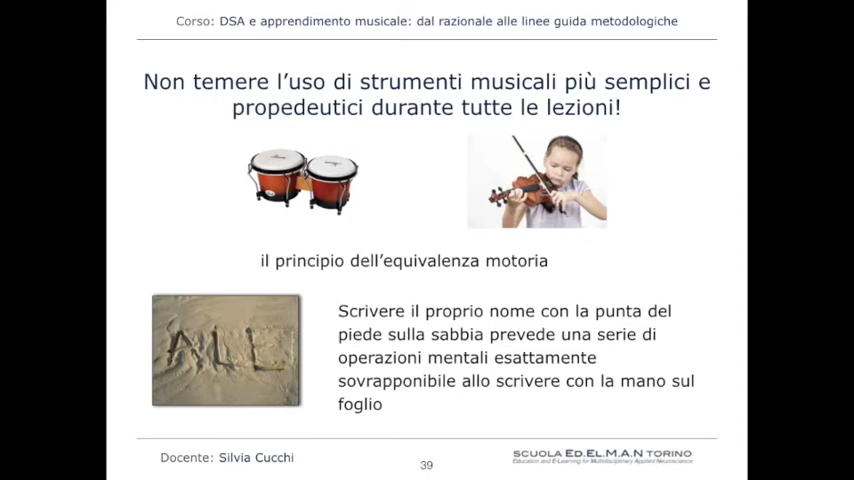 Corso: DSA e apprendimento musicale: dal razionale alle linee guida metodologiche
Non temere l'uso di strumenti musicali più semplici e
propedeutici durante tutte le lezioni!
il principio dell'equivalenza motoria
ALE
Scrivere il proprio nome con la punta del
piede sulla sabbia prevede una serie di
operazioni mentali esattamente
sovrapponibile allo scrivere con la mano sul
foglio
Docente: Silvia Cucchi
39
SCUOLA ED.EL.M.A.N TORINO
Education and E-Learning for Multidisciplinary Applied Neuroscience